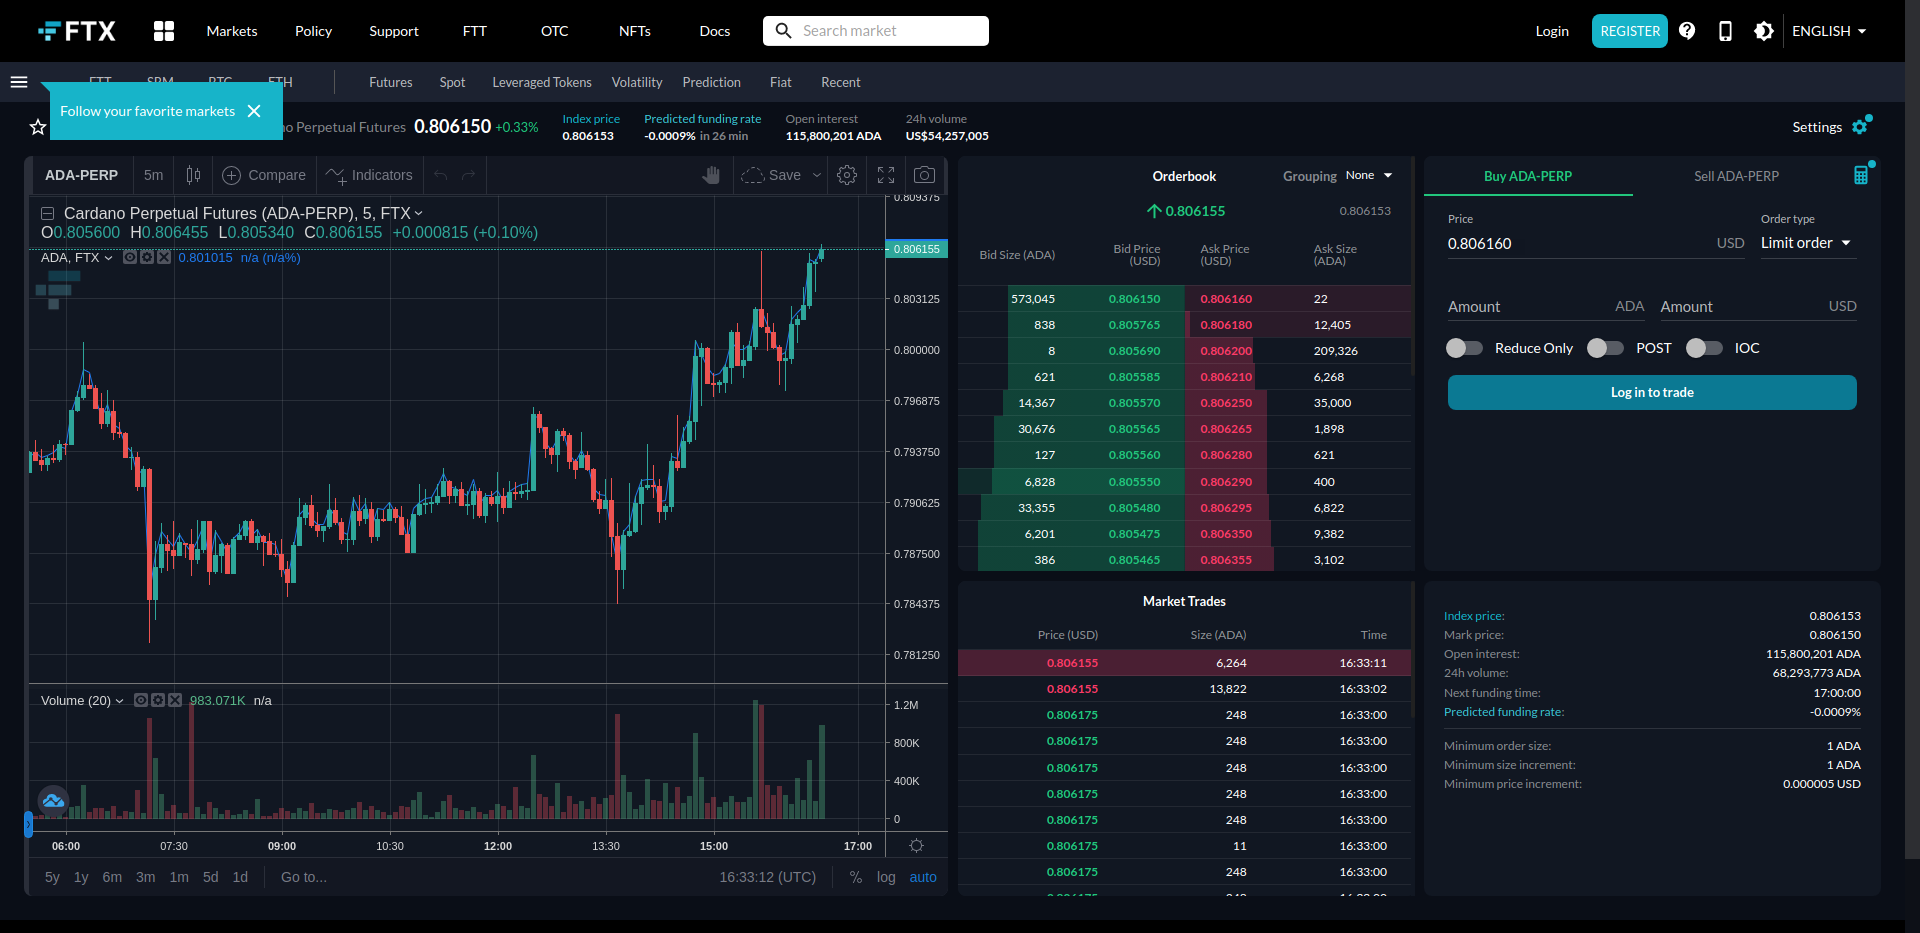 FTX
Markets
Policy
Support
FTT
OTC
NFTs
Docs
Search market
Login
REGISTER
ENGLISH
FTT
SRM
BTC
ETH
Futures
Spot
Leveraged Tokens
Volatility
Prediction
Fiat
Recent
Follow your favorite markets
Perpetual Futures
0.806150 +0.33%
Index price
0.806153
Predicted funding rate
-0.0009% in 26 min
Open interest
115,800,201 ADA
24h volume
US$54,257,005
Settings
ADA-PERP
5m
Compare
Indicators
Save
Cardano Perpetual Futures (ADA-PERP), 5, FTX
O0.805600 H0.806455 L0.805340 C0.806155 +0.000815 (+0.10%)
ADA, FTX
0.801015 n/a (n/a%)
0.809375
0.806155
0.803125
0.800000
0.796875
0.793750
0.790625
0.787500
0.784375
0.781250
Volume (20)
983.071K n/a
1.2M
800K
400K
0
06:00
07:30
09:00
10:30
12:00
13:30
15:00
17:00
5y 1y 6m 3m 1m 5d 1d
Go to...
16:33:12 (UTC)
%
log
auto
Orderbook
Grouping None
0.806155
0.806153
Bid Size (ADA)
Bid Price (USD)
Ask Price (USD)
Ask Size (ADA)
573,045 0.806150 0.806160 22
838 0.805765 0.806180 12,405
8 0.805690 0.806200 209,326
621 0.805585 0.806210 6,268
14,367 0.805570 0.806250 35,000
30,676 0.805565 0.806265 1,898
127 0.805560 0.806280 621
6,828 0.805550 0.806290 400
33,355 0.805480 0.806295 6,822
6,201 0.805475 0.806350 9,382
386 0.805465 0.806355 3,102
Market Trades
Price (USD) Size (ADA) Time
0.806155 6,264 16:33:11
0.806155 13,822 16:33:02
0.806175 248 16:33:00
0.806175 248 16:33:00
0.806175 248 16:33:00
0.806175 248 16:33:00
0.806175 248 16:33:00
0.806175 11 16:33:00
0.806175 248 16:33:00
Buy ADA-PERP
Sell ADA-PERP
Price
0.806160 USD
Order type
Limit order
Amount ADA
Amount USD
Reduce Only
POST
IOC
Log in to trade
Index price: 0.806153
Mark price: 0.806150
Open interest: 115,800,201 ADA
24h volume: 68,293,773 ADA
Next funding time: 17:00:00
Predicted funding rate: -0.0009%
Minimum order size: 1 ADA
Minimum size increment: 1 ADA
Minimum price increment: 0.000005 USD